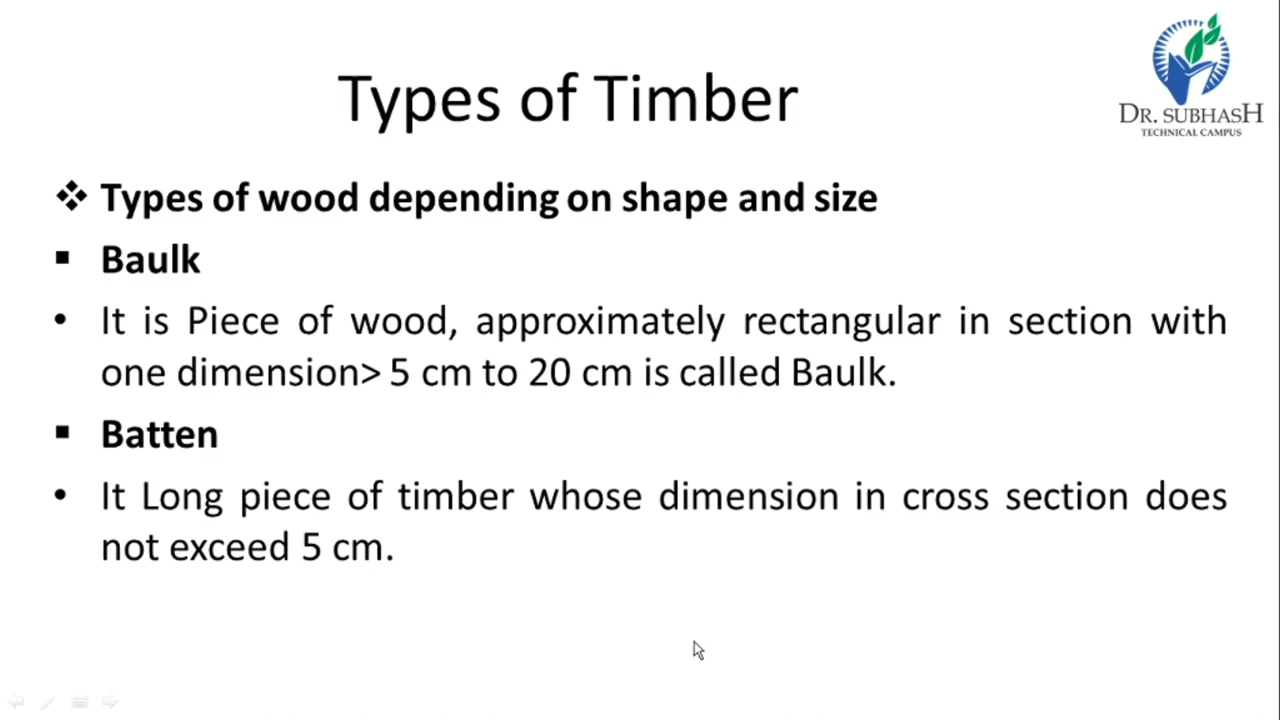 DR. SUBHASH
TECHNICAL CAMPUS
Types of Timber
❖ Types of wood depending on shape and size
▪ Baulk
• It is Piece of wood, approximately rectangular in section with
one dimension> 5 cm to 20 cm is called Baulk.
▪ Batten
• It Long piece of timber whose dimension in cross section does
not exceed 5 cm.